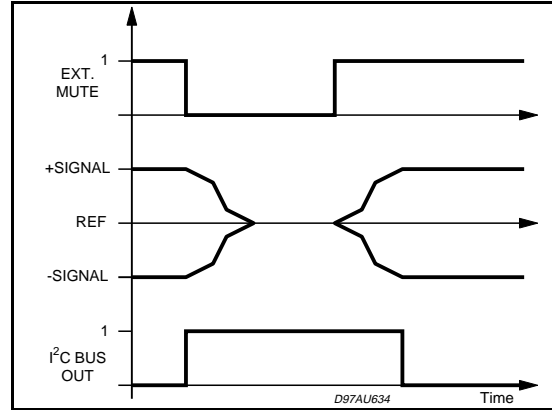 1
EXT.
MUTE
+SIGNAL
REF
-SIGNAL
1
I²C BUS
OUT
D97AU634
Time